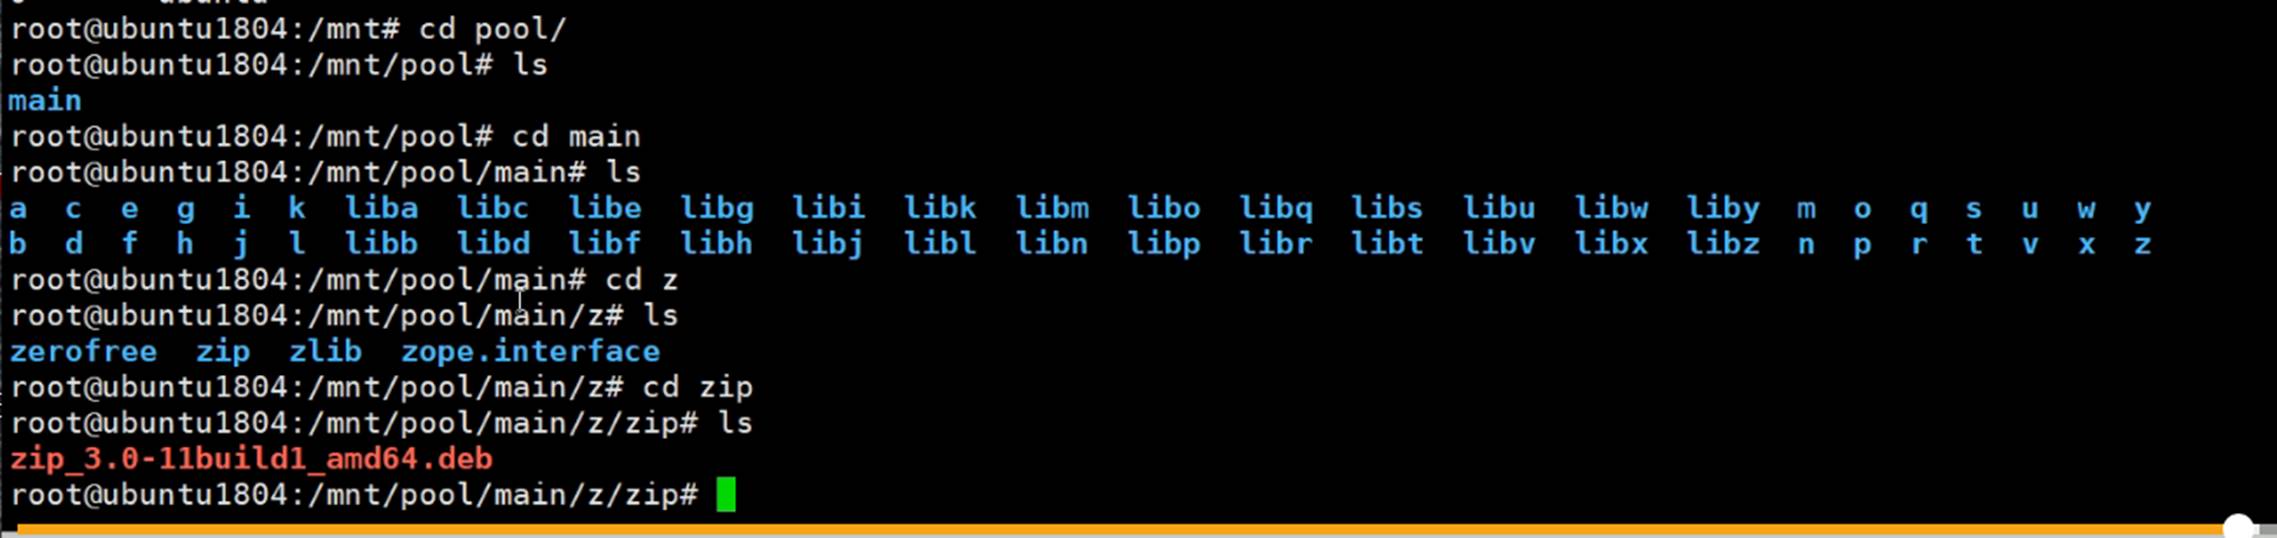 root@ubuntu1804:/mnt# cd pool/
root@ubuntu1804:/mnt/pool# ls
main
root@ubuntu1804:/mnt/pool# cd main
root@ubuntu1804:/mnt/pool/main# ls
a  c  e  g  i  k  liba  libc  libe  libg  libi  libk  libm  libo  libq  libs  libu  libw  liby  m  o  q  s  u  w  y
b  d  f  h  j  l  libb  libd  libf  libh  libj  libl  libn  libp  libr  libt  libv  libx  libz  n  p  r  t  v  x  z
root@ubuntu1804:/mnt/pool/main# cd z
root@ubuntu1804:/mnt/pool/main/z# ls
zerofree  zip  zlib  zope.interface
root@ubuntu1804:/mnt/pool/main/z# cd zip
root@ubuntu1804:/mnt/pool/main/z/zip# ls
zip_3.0-11build1_amd64.deb
root@ubuntu1804:/mnt/pool/main/z/zip#